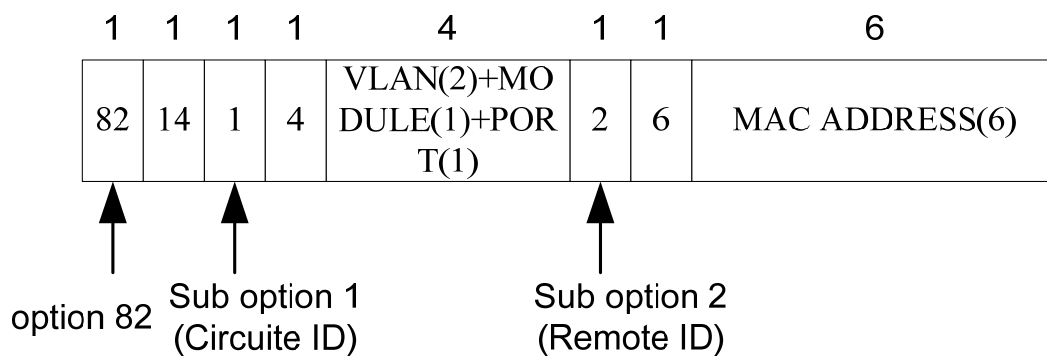 1 1 1 1 4 1 1 6
82 14 1 4 VLAN(2)+MO
DULE(1)+POR
T(1) 2 6 MAC ADDRESS(6)
option 82
Sub option 1
(Circuite ID)
Sub option 2
(Remote ID)